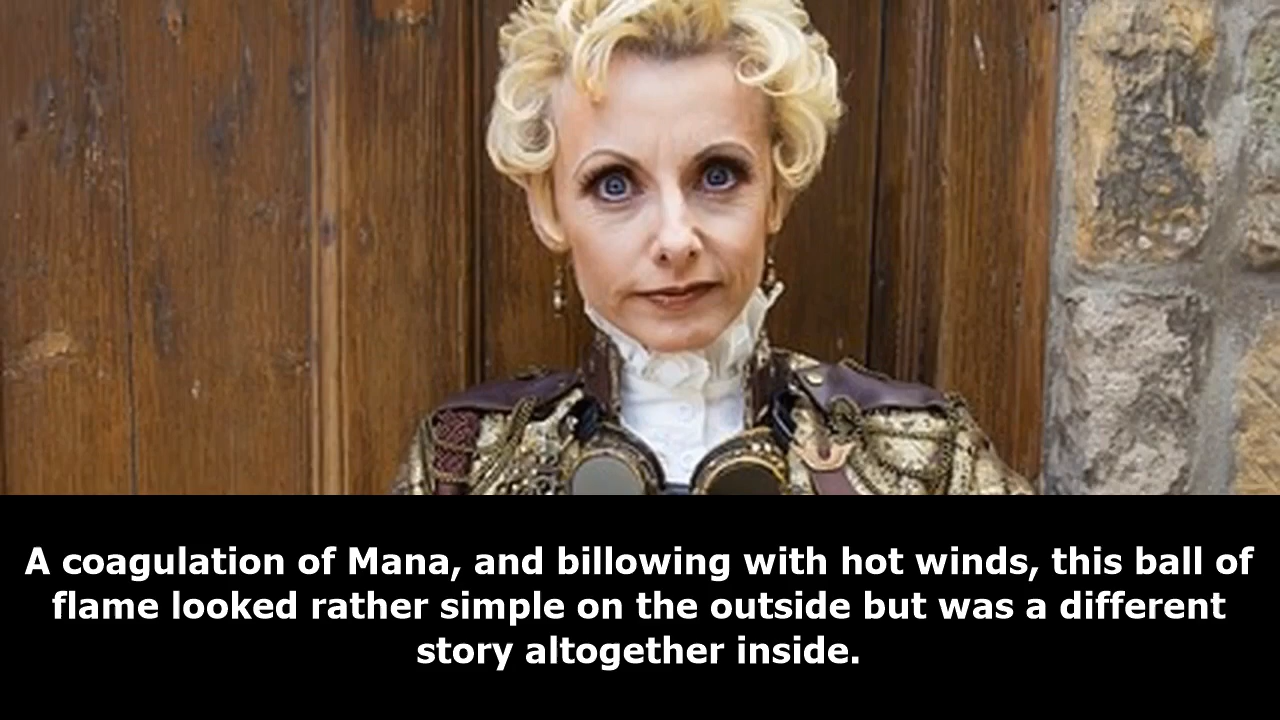 A coagulation of Mana, and billowing with hot winds, this ball of
flame looked rather simple on the outside but was a different
story altogether inside.